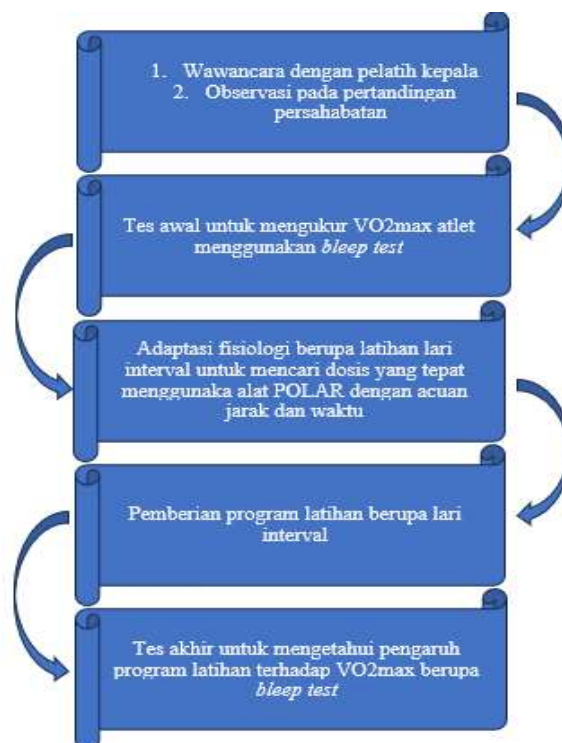 1. Wawancara dengan pelatih kepala
2. Observasi pada pertandingan
persahabatan
Tes awal untuk mengukur VO2max atlet
menggunakan bleep test
Adaptasi fisiologi berupa latihan lari
interval untuk mencari dosis yang tepat
menggunaka alat POLAR dengan acuan
jarak dan waktu
Pemberian program latihan berupa lari
interval
Tes akhir untuk mengetahui pengaruh
program latihan terhadap VO2max berupa
bleep test